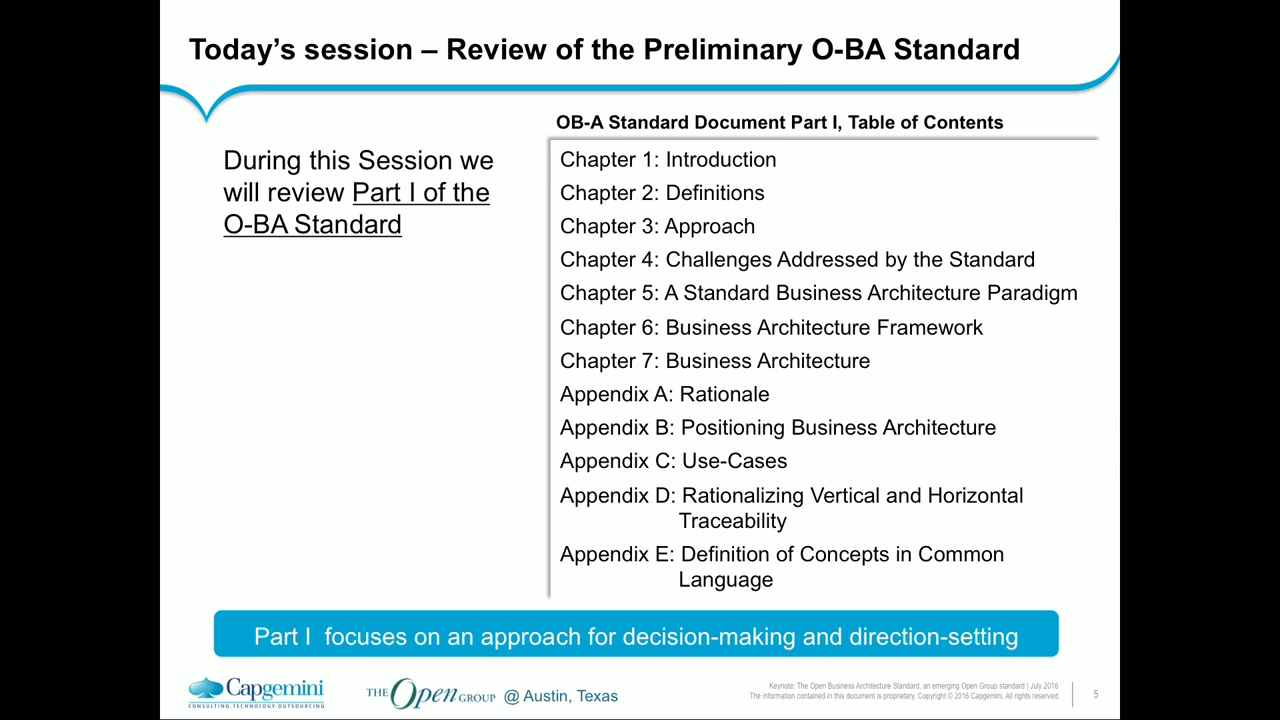 Today's session – Review of the Preliminary O-BA Standard
During this Session we
will review Part I of the
O-BA Standard
OB-A Standard Document Part I, Table of Contents
Chapter 1: Introduction
Chapter 2: Definitions
Chapter 3: Approach
Chapter 4: Challenges Addressed by the Standard
Chapter 5: A Standard Business Architecture Paradigm
Chapter 6: Business Architecture Framework
Chapter 7: Business Architecture
Appendix A: Rationale
Appendix B: Positioning Business Architecture
Appendix C: Use-Cases
Appendix D: Rationalizing Vertical and Horizontal
Traceability
Appendix E: Definition of Concepts in Common
Language
Part I focuses on an approach for decision-making and direction-setting
Capgemini
CONSULTING.TECHNOLOGY.OUTSOURCING
THE Open GROUP @ Austin, Texas
Keynote: The Open Business Architecture Standard, an emerging Open Group standard | July 2016
The information contained in this document is proprietary. Copyright © 2016 Capgemini. All rights reserved.
5